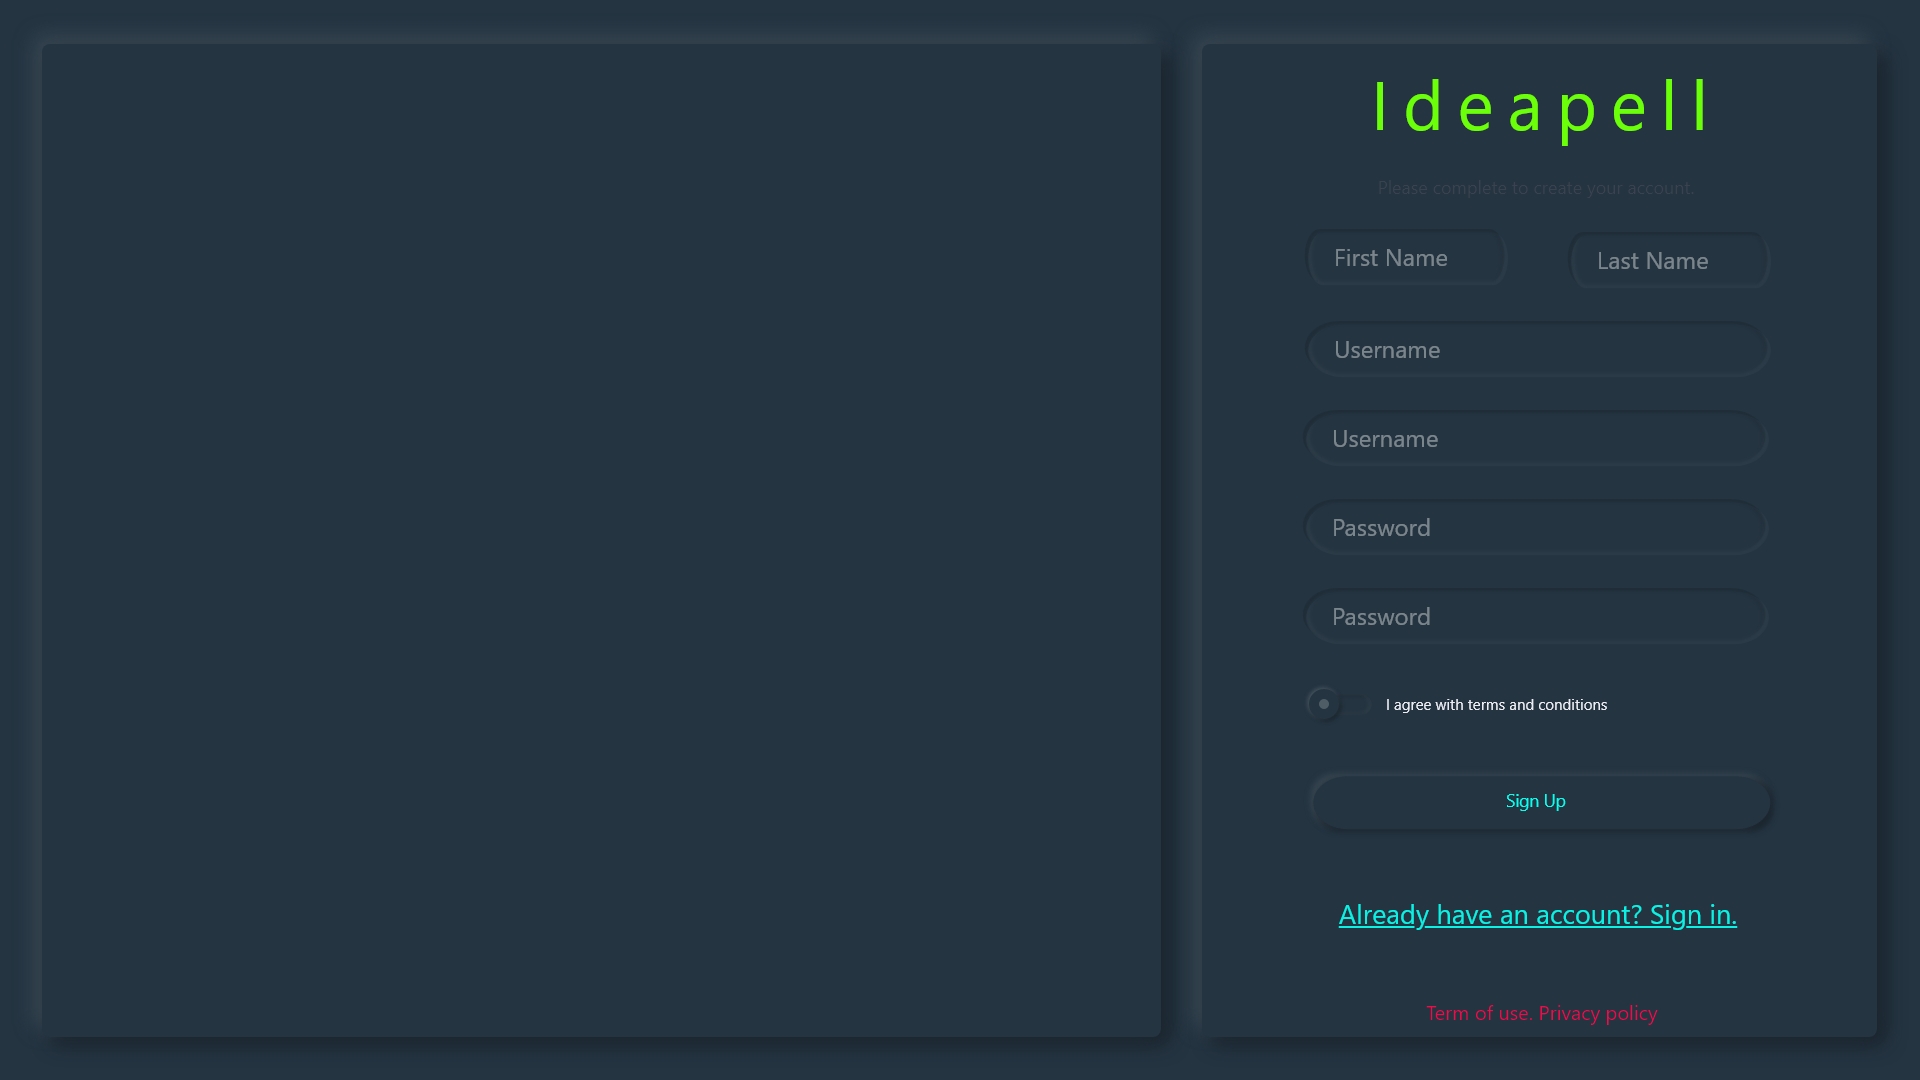 Ideapell
Please complete to create your account.
First Name
Last Name
Username
Username
Password
Password
I agree with terms and conditions
Sign Up
Already have an account? Sign in.
Term of use. Privacy policy